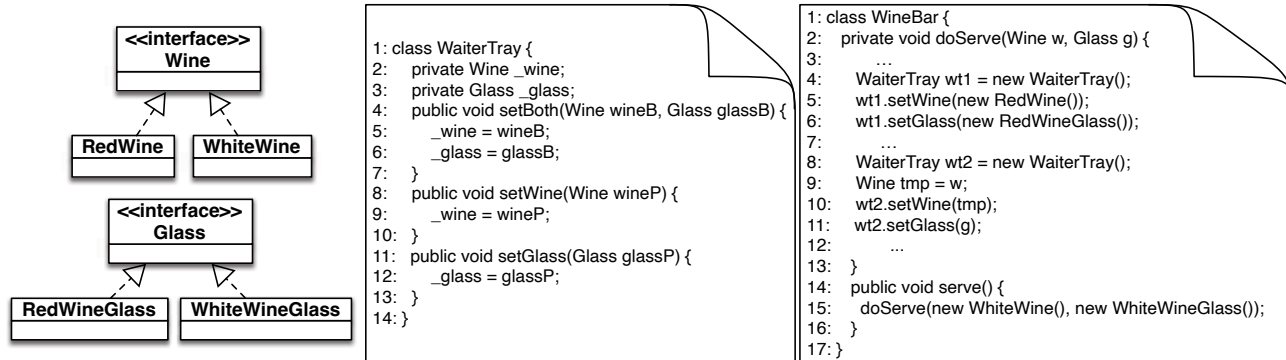 <<interface>>
Wine
RedWine
WhiteWine
<<interface>>
Glass
RedWineGlass
WhiteWineGlass
1: class WaiterTray {
2: private Wine _wine;
3: private Glass _glass;
4: public void setBoth(Wine wineB, Glass glassB) {
5: _wine = wineB;
6: _glass = glassB;
7: }
8: public void setWine(Wine wineP) {
9: _wine = wineP;
10: }
11: public void setGlass(Glass glassP) {
12: _glass = glassP;
13: }
14: }
1: class WineBar {
2: private void doServe(Wine w, Glass g) {
3: ...
4: WaiterTray wt1 = new WaiterTray();
5: wt1.setWine(new RedWine());
6: wt1.setGlass(new RedWineGlass());
7: ...
8: WaiterTray wt2 = new WaiterTray();
9: Wine tmp = w;
10: wt2.setWine(tmp);
11: wt2.setGlass(g);
12: ...
13: }
14: public void serve() {
15: doServe(new WhiteWine(), new WhiteWineGlass());
16: }
17: }